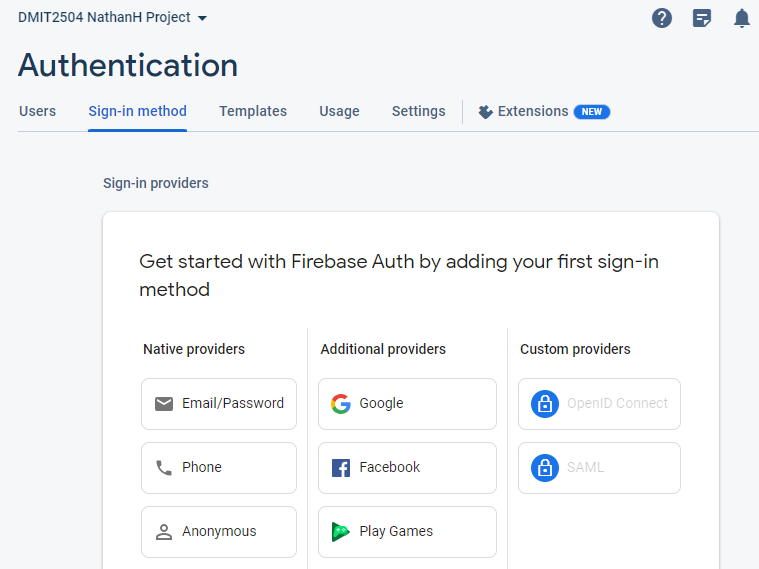 DMIT2504 NathanH Project
Authentication
Users Sign-in method Templates Usage Settings Extensions NEW
Sign-in providers
Get started with Firebase Auth by adding your first sign-in
method
Native providers Additional providers Custom providers
Email/Password Google OpenID Connect
Phone Facebook SAML
Anonymous Play Games